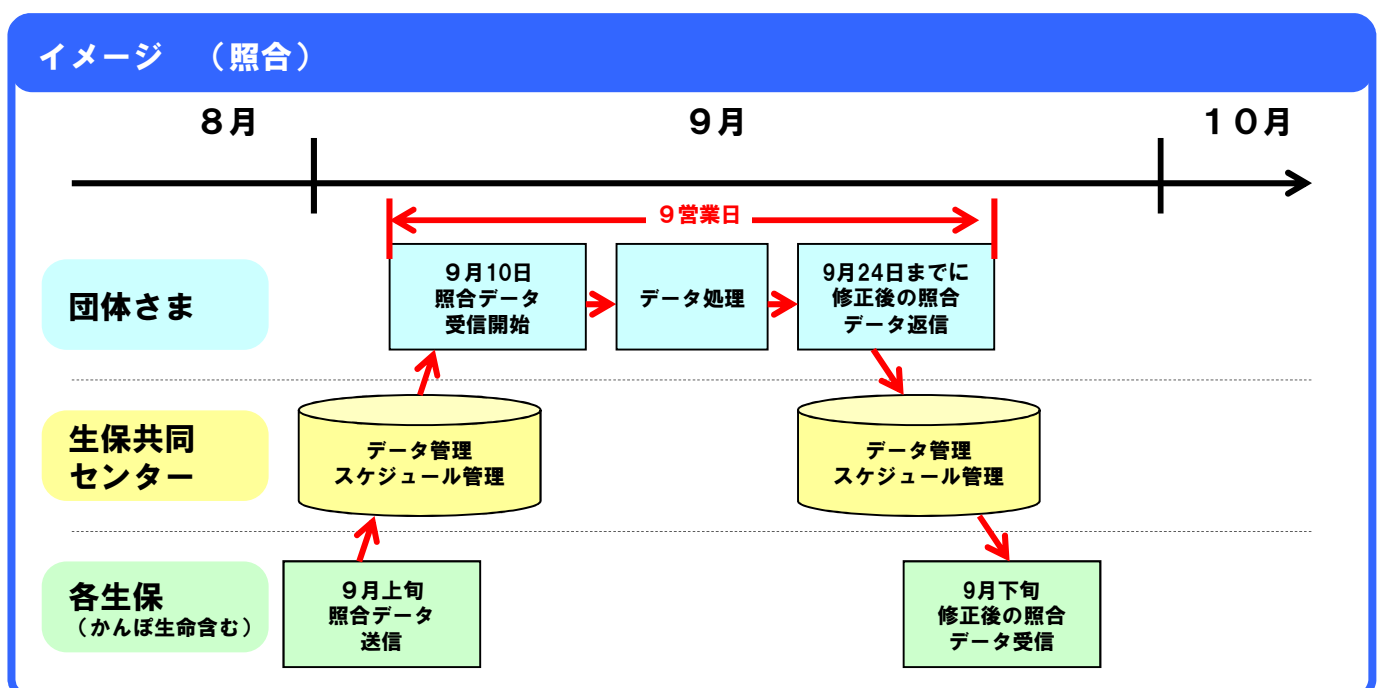 イメージ　（照合）
８月
９月
１０月
９営業日
団体さま
９月10日
照合データ
受信開始
データ処理
9月24日までに
修正後の照合
データ返信
生保共同
センター
データ管理
スケジュール管理
データ管理
スケジュール管理
各生保
（かんぽ生命含む）
９月上旬
照合データ
送信
9月下旬
修正後の照合
データ受信